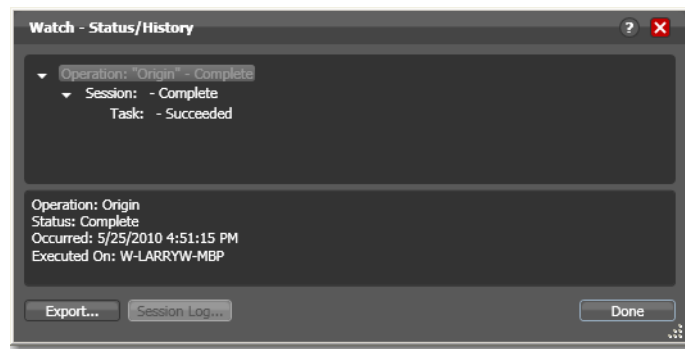 Watch - Status/History
?
Operation: "Origin" - Complete
Session: - Complete
Task: - Succeeded
Operation: Origin
Status: Complete
Occurred: 5/25/2010 4:51:15 PM
Executed On: W-LARRYW-MBP
Export... Session Log... Done